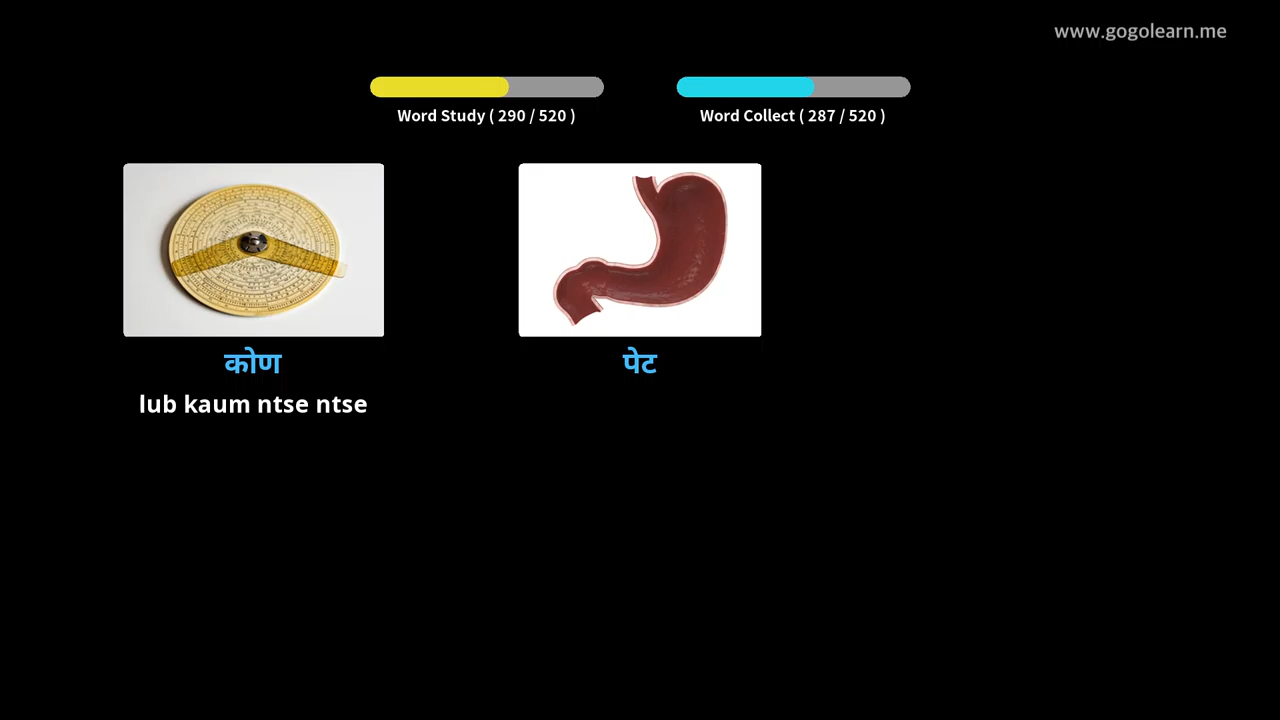 www.gogolearn.me
Word Study ( 290 / 520 )
Word Collect ( 287 / 520 )
कोण
पेट
lub kaum ntse ntse